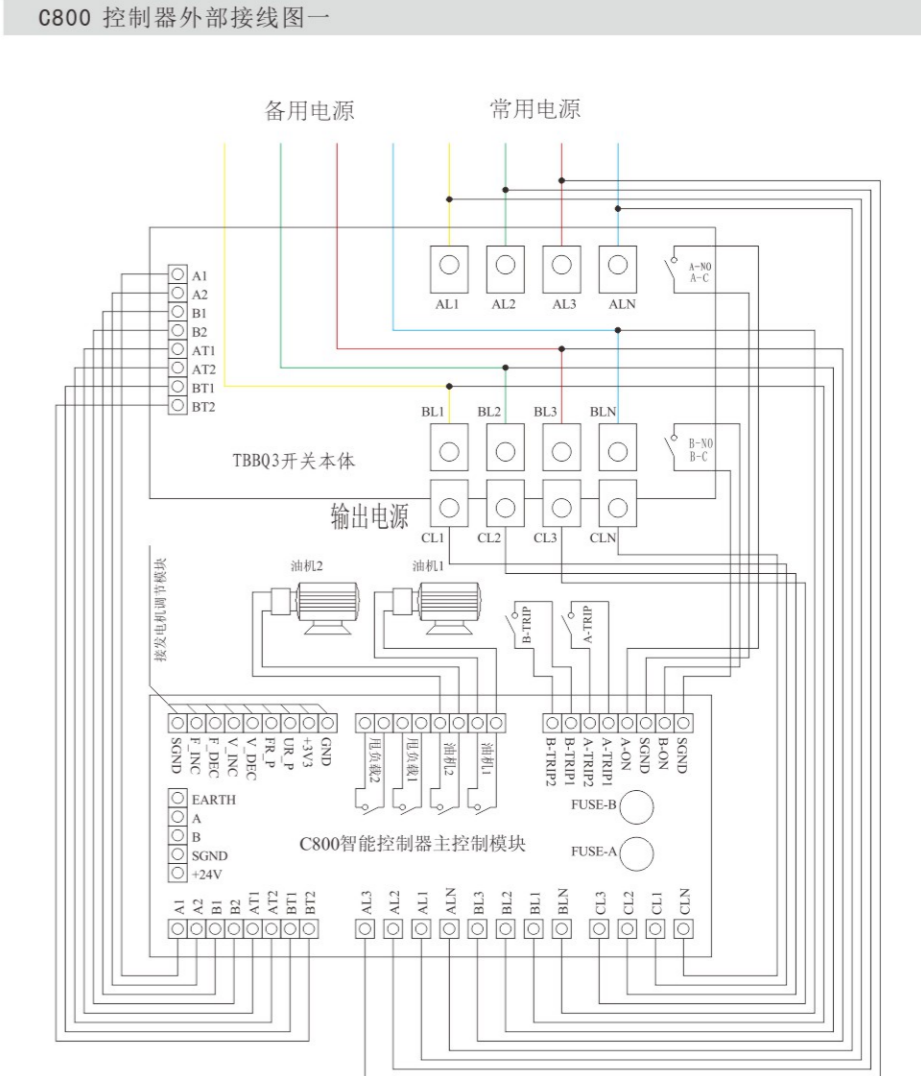 C800 控制器外部接线图一
备用电源
常用电源
A1
A2
B1
B2
AT1
AT2
BT1
BT2
AL1
AL2
AL3
ALN
A-NO
A-C
BL1
BL2
BL3
BLN
B-NO
B-C
TBBQ3开关本体
输出电源
CL1
CL2
CL3
CLN
接发电机调节模块
油机2
油机1
B-TRIP
A-TRIP
SGND
F_INC
F_DEC
V_INC
V_DEC
FR_P
UR_P
+3V3
GND
甩负载2
甩负载1
油机2
油机1
B-TRIP2
B-TRIP1
A-TRIP2
A-TRIP1
A-ON
SGND
B-ON
SGND
EARTH
A
B
SGND
+24V
FUSE-B
FUSE-A
C800智能控制器主控制模块
A1
A2
B1
B2
AT1
AT2
BT1
BT2
AL3
AL2
AL1
ALN
BL3
BL2
BL1
BLN
CL3
CL2
CL1
CLN